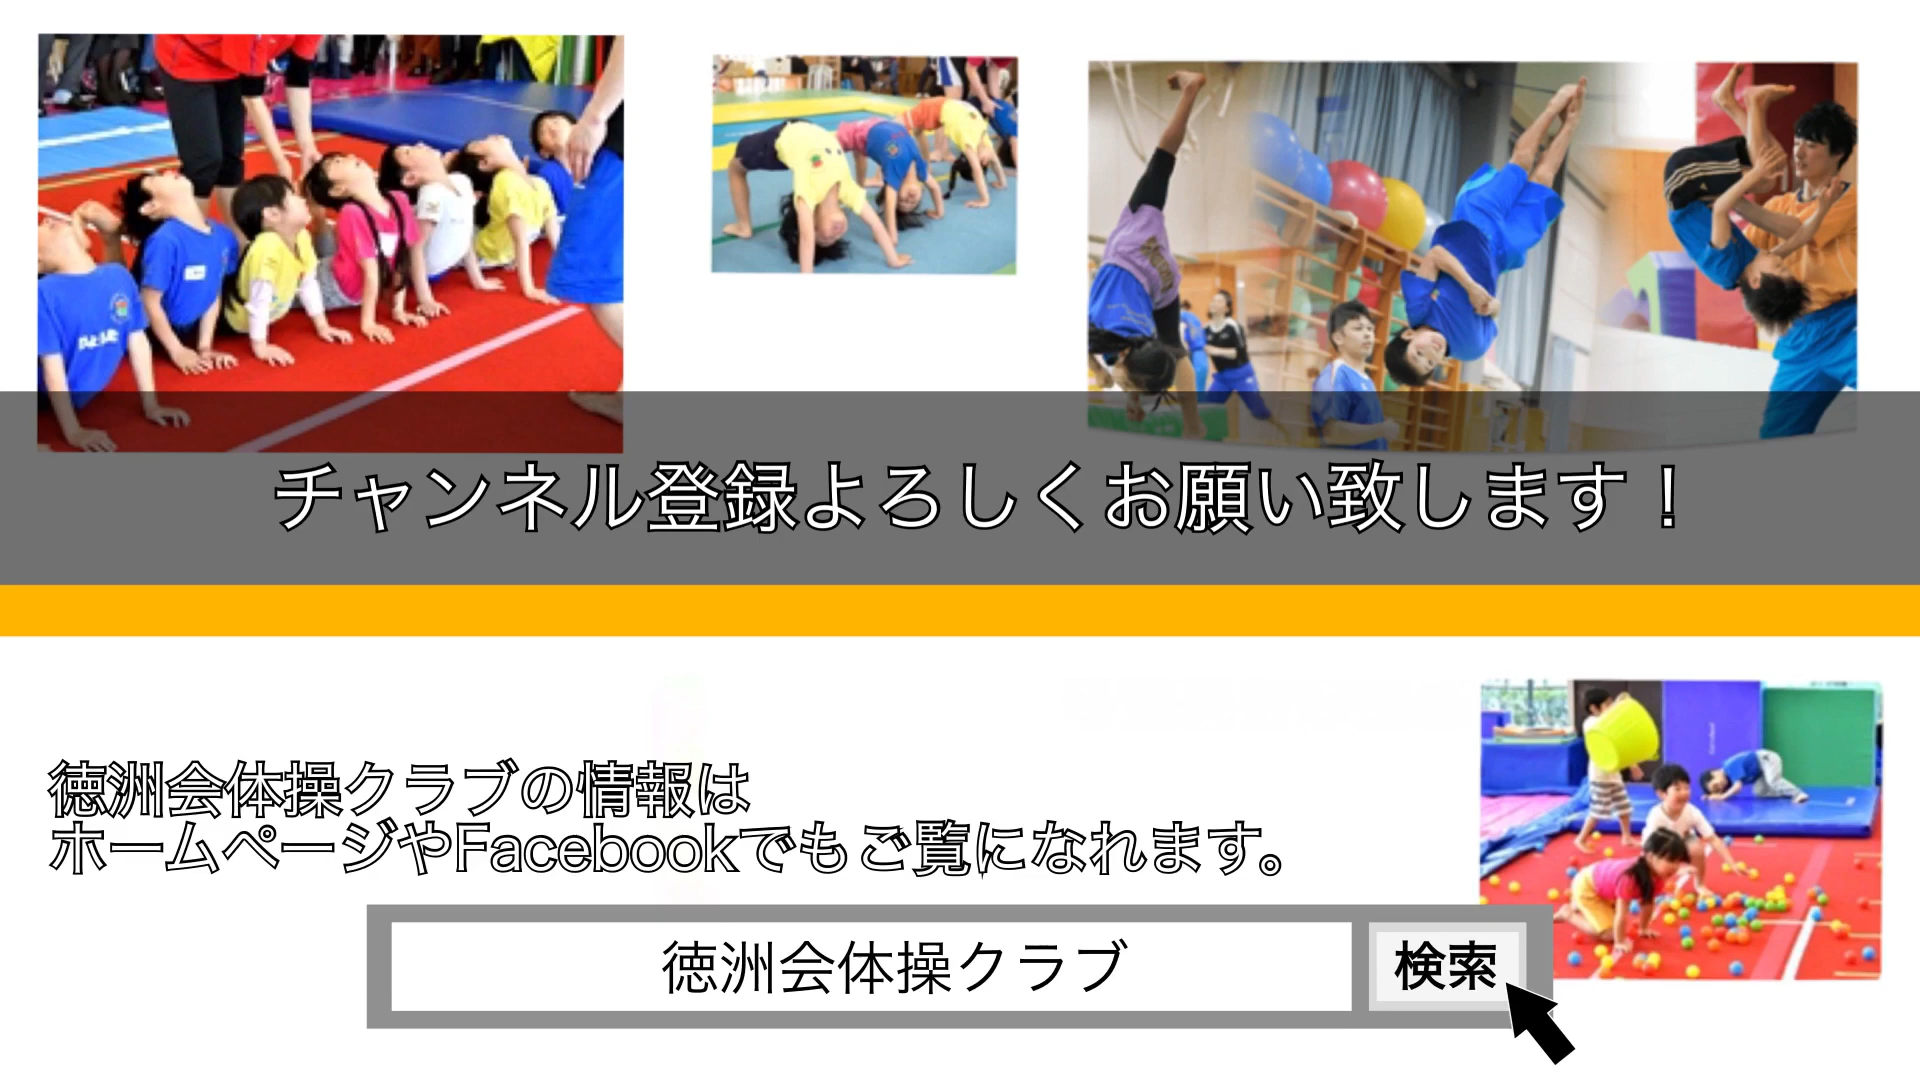 チャンネル登録よろしくお願い致します！
徳洲会体操クラブの情報は
ホームページやFacebookでもご覧になれます。
徳洲会体操クラブ
検索